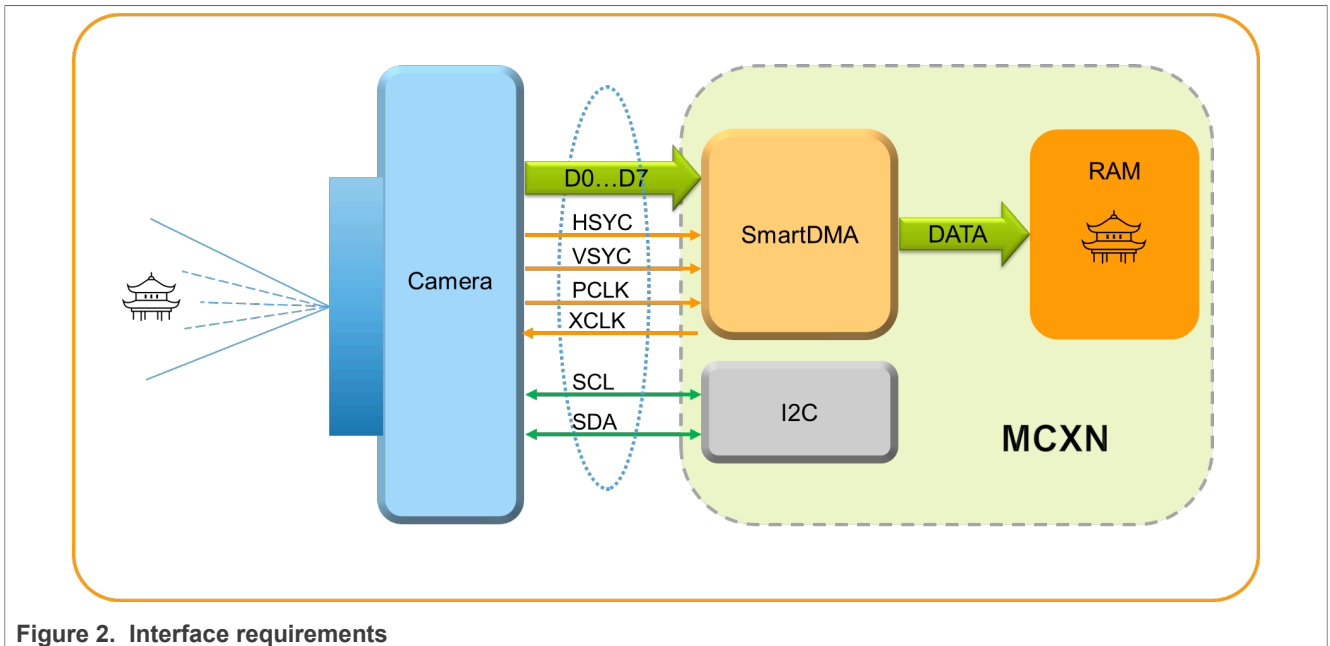 D0...D7
HSYC
VSYC
PCLK
XCLK
SCL
SDA
Camera
SmartDMA
DATA
RAM
I2C
MCXN
Figure 2. Interface requirements